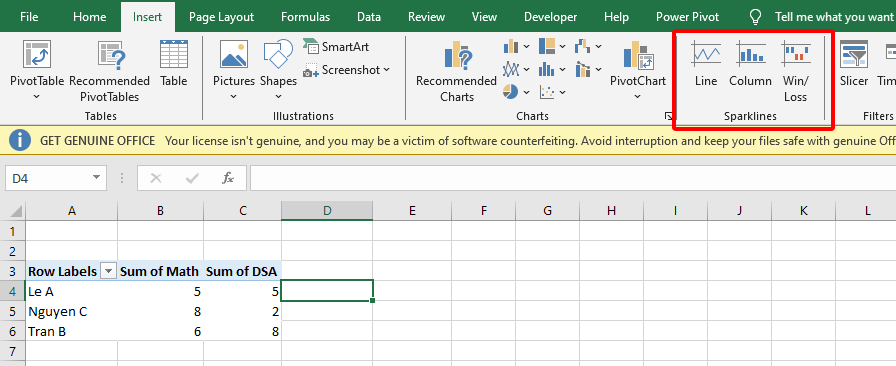 File Home Insert Page Layout Formulas Data Review View Developer Help Power Pivot Tell me what you want
PivotTable Recommended PivotTables Table
Tables
Pictures Shapes SmartArt Screenshot
Illustrations
Recommended Charts PivotChart
Charts
Line Column Win/ Loss
Sparklines
Slicer Tim
Filters
GET GENUINE OFFICE Your license isn't genuine, and you may be a victim of software counterfeiting. Avoid interruption and keep your files safe with genuine Off
D4 fx
A B C D E F G H I J K L
1
2
3 Row Labels Sum of Math Sum of DSA
4 Le A 5 5
5 Nguyen C 8 2
6 Tran B 6 8
7